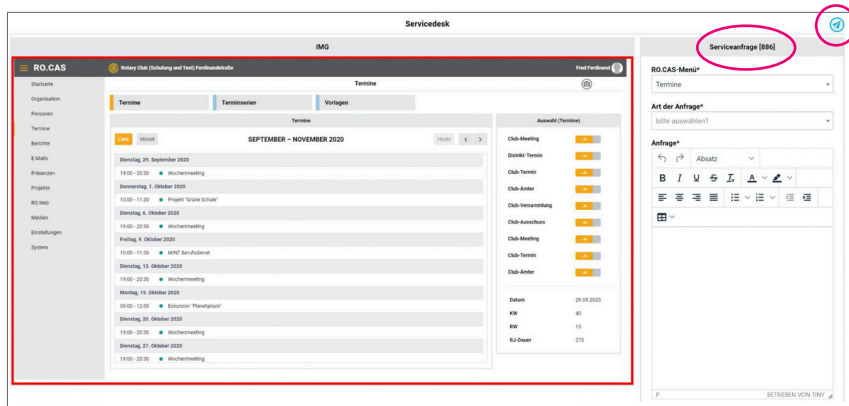 Servicedesk
IMG
Serviceanfrage [886]
RO.CAS
Rotary Club (Schulung und Test) Ferdinandstraße
Fred Ferdinand
Startseite
Organisation
Personen
Termine
Berichte
E-Mails
Präsenzen
Projekte
RO.Web
Medien
Einstellungen
System
Termine
Termine
Terminserien
Vorlagen
Termine
Liste
Monat
SEPTEMBER – NOVEMBER 2020
Heute
Dienstag, 29. September 2020
19:00 - 20:30 Wochenmeeting
Donnerstag, 1. Oktober 2020
10:00 - 11:30 Projekt "Grüne Schule"
Dienstag, 6. Oktober 2020
19:00 - 20:30 Wochenmeeting
Freitag, 9. Oktober 2020
10:00 - 11:30 MINT Berufsdienst
Dienstag, 13. Oktober 2020
19:00 - 20:30 Wochenmeeting
Montag, 19. Oktober 2020
09:00 - 12:00 Exkursion "Planetarium"
Dienstag, 20. Oktober 2020
19:00 - 20:30 Wochenmeeting
Dienstag, 27. Oktober 2020
19:00 - 20:30 Wochenmeeting
Auswahl (Termine)
Club-Meeting
Distrikt-Termin
Club-Termin
Club-Ämter
Club-Versammlung
Club-Ausschuss
Club-Meeting
Club-Termin
Club-Ämter
Datum 29.09.2020
KW 40
RW 13
RJ-Dauer 273
RO.CAS-Menü*
Termine
Art der Anfrage*
bitte auswählen?
Anfrage*
Absatz
B I U S A
P BETRIEBEN VON TINY